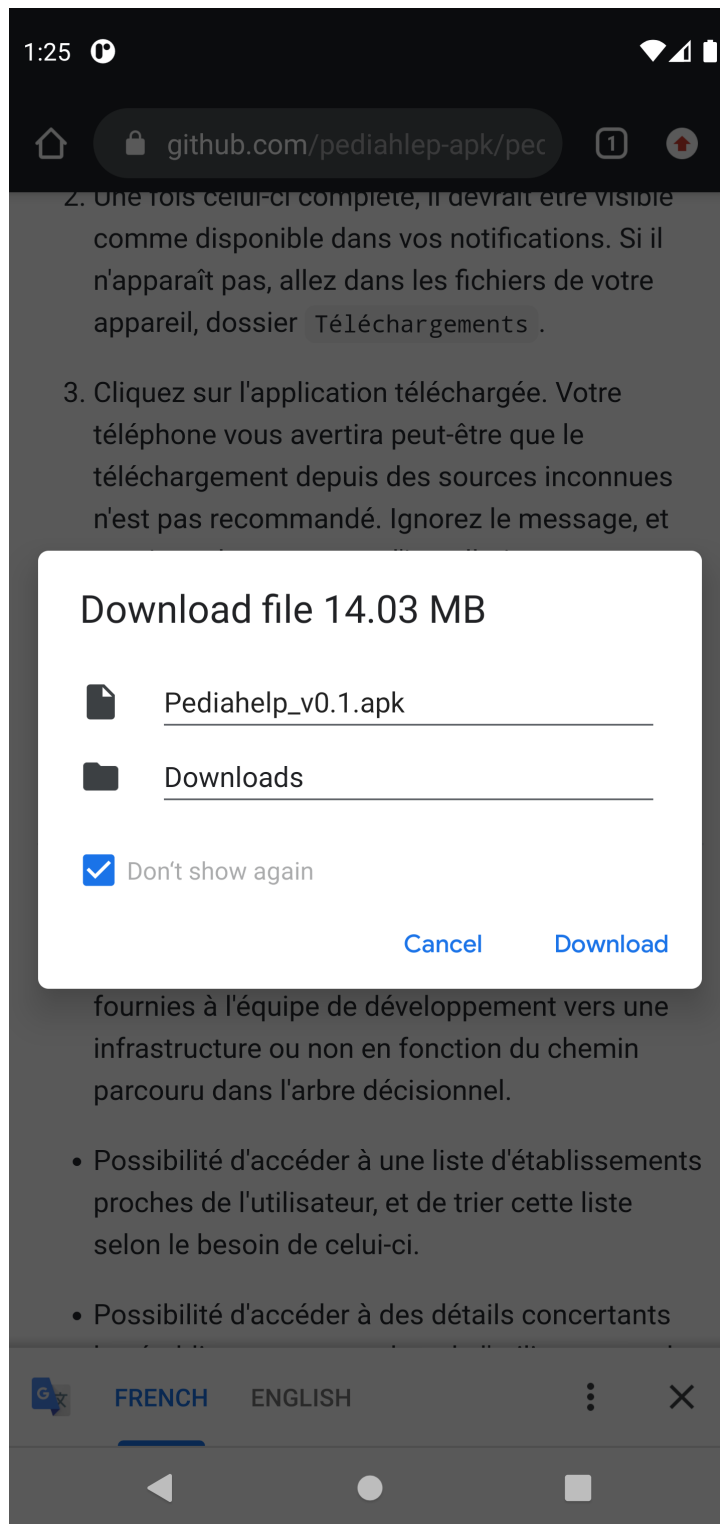 1:25
github.com/pediahlep-apk/pec
1
2. Une fois celui-ci complété, il devrait être visible
comme disponible dans vos notifications. Si il
n'apparaît pas, allez dans les fichiers de votre
appareil, dossier Téléchargements.
3. Cliquez sur l'application téléchargée. Votre
téléphone vous avertira peut-être que le
téléchargement depuis des sources inconnues
n'est pas recommandé. Ignorez le message, et
Download file 14.03 MB
Pediahelp_v0.1.apk
Downloads
Don't show again
Cancel Download
fournies à l'équipe de développement vers une
infrastructure ou non en fonction du chemin
parcouru dans l'arbre décisionnel.
• Possibilité d'accéder à une liste d'établissements
proches de l'utilisateur, et de trier cette liste
selon le besoin de celui-ci.
• Possibilité d'accéder à des détails concertants
G 文 FRENCH ENGLISH